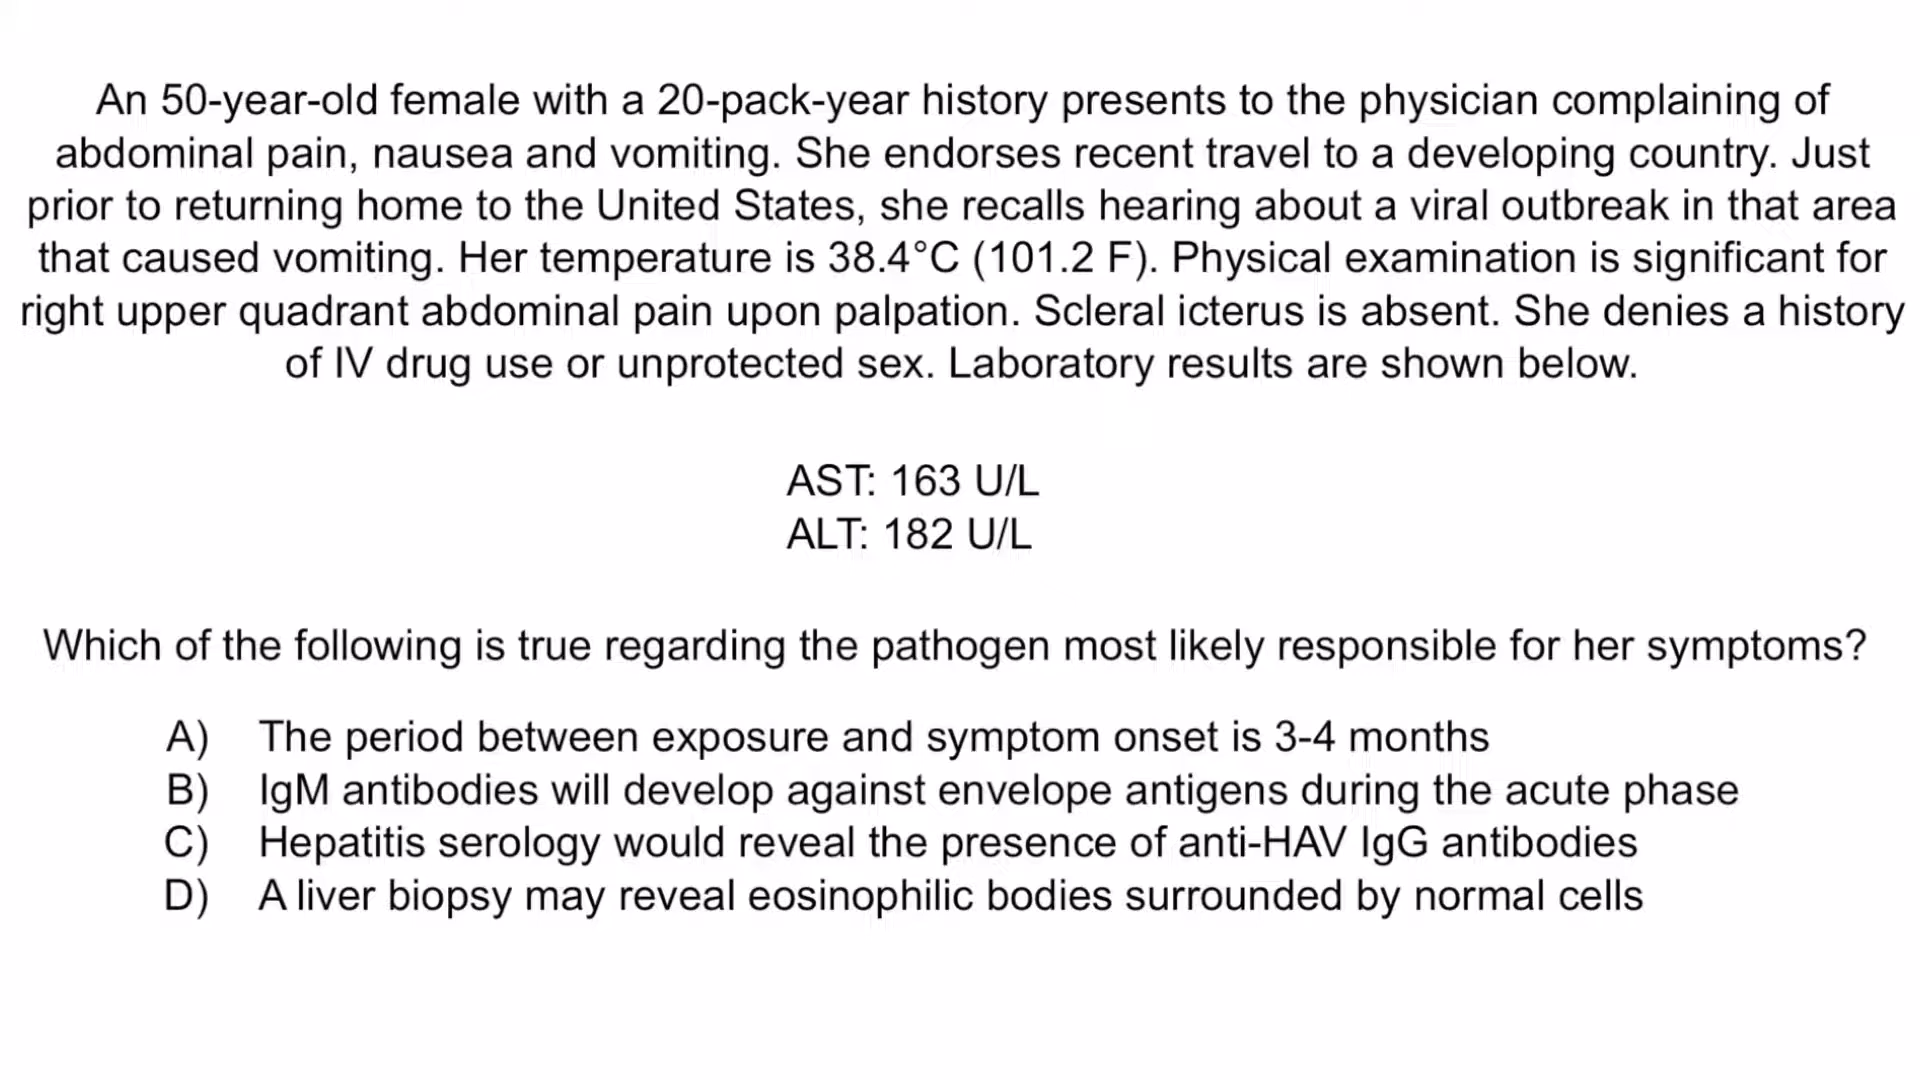 An 50-year-old female with a 20-pack-year history presents to the physician complaining of
abdominal pain, nausea and vomiting. She endorses recent travel to a developing country. Just
prior to returning home to the United States, she recalls hearing about a viral outbreak in that area
that caused vomiting. Her temperature is 38.4°C (101.2 F). Physical examination is significant for
right upper quadrant abdominal pain upon palpation. Scleral icterus is absent. She denies a history
of IV drug use or unprotected sex. Laboratory results are shown below.
AST: 163 U/L
ALT: 182 U/L
Which of the following is true regarding the pathogen most likely responsible for her symptoms?
A) The period between exposure and symptom onset is 3-4 months
B) IgM antibodies will develop against envelope antigens during the acute phase
C) Hepatitis serology would reveal the presence of anti-HAV IgG antibodies
D) A liver biopsy may reveal eosinophilic bodies surrounded by normal cells